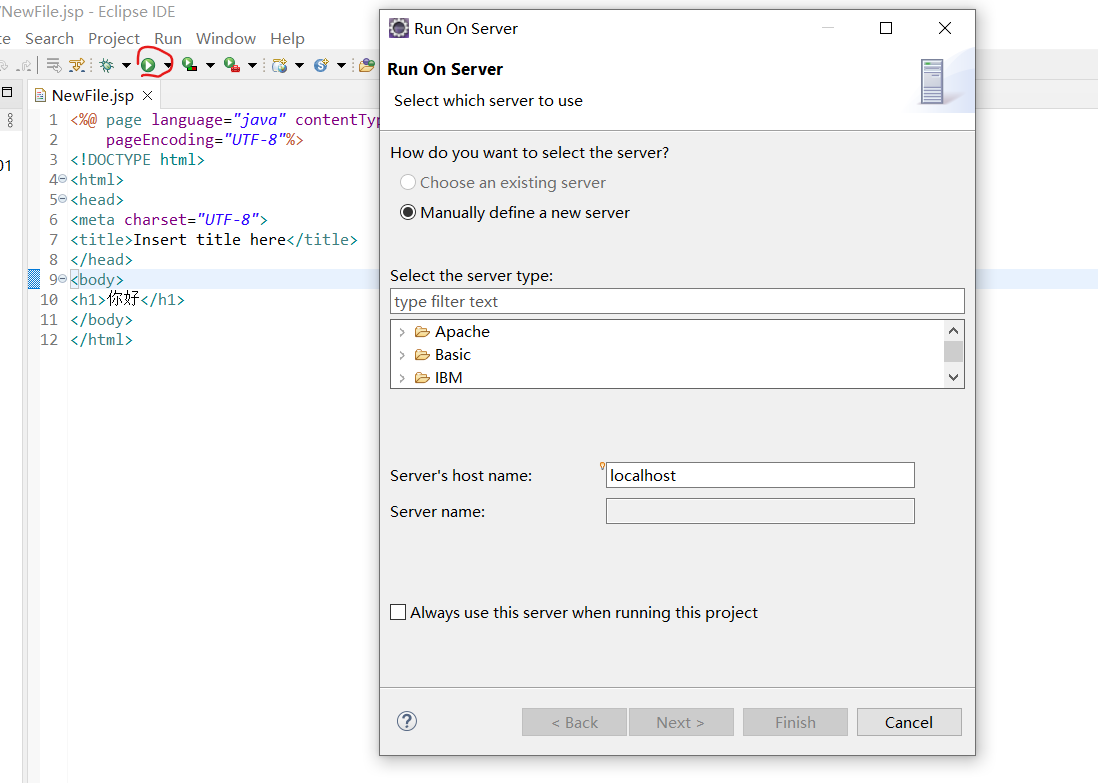 /NewFile.jsp - Eclipse IDE
te Search Project Run Window Help
NewFile.jsp
01
1 <%@ page language="java" contentTyp
2 pageEncoding="UTF-8"%>
3 <!DOCTYPE html>
4 <html>
5 <head>
6 <meta charset="UTF-8">
7 <title>Insert title here</title>
8 </head>
9 <body>
10 <h1>你好</h1>
11 </body>
12 </html>
Run On Server
Run On Server
Select which server to use
How do you want to select the server?
Choose an existing server
Manually define a new server
Select the server type:
type filter text
Apache
Basic
IBM
Server's host name: localhost
Server name:
Always use this server when running this project
? < Back Next > Finish Cancel